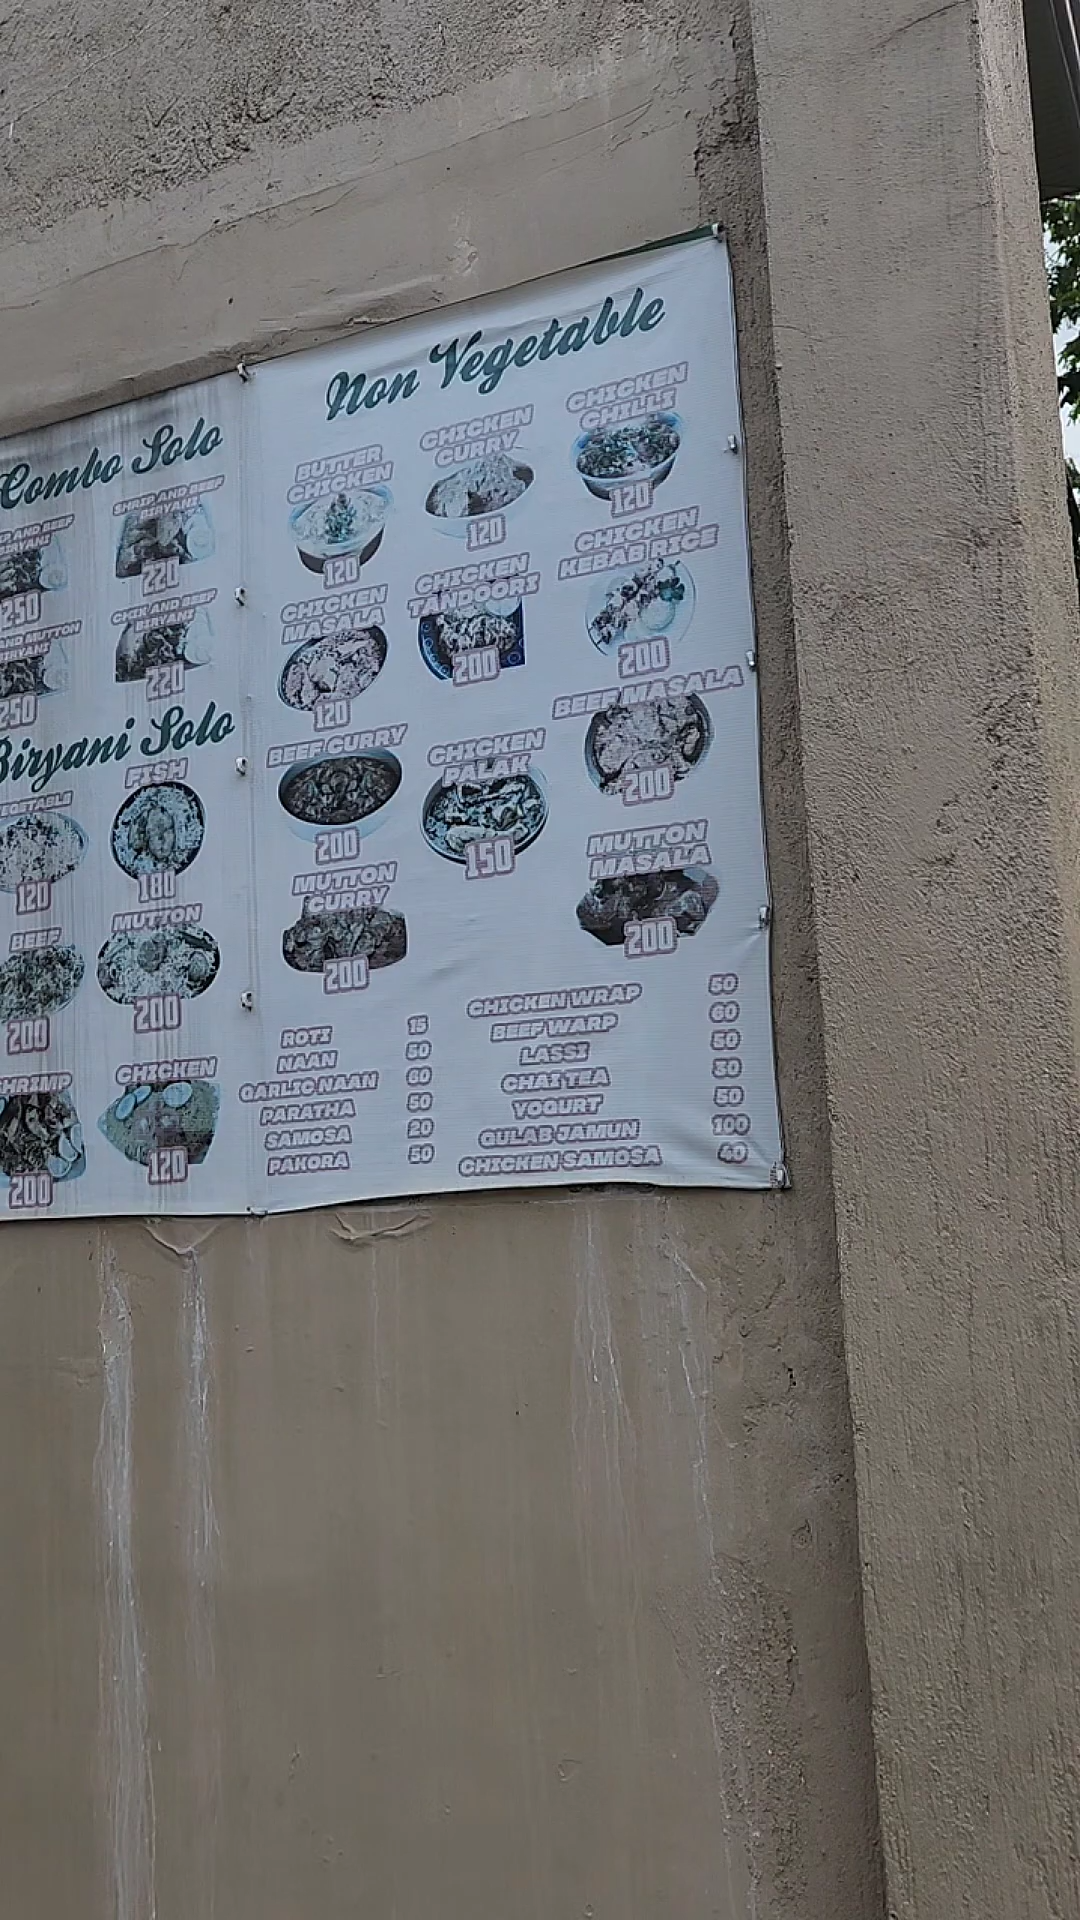 Combo Solo
AND BEEF
BIRYANI
250
SHRIP AND BEEF
BIRYANI
220
AND MUTTON
BIRYANI
250
CHIX AND BEEF
BIRYANI
220
Biryani Solo
VEGETABLE
120
FISH
180
BEEF
200
MUTTON
200
SHRIMP
200
CHICKEN
120
Non Vegetable
BUTTER
CHICKEN
120
CHICKEN
CURRY
120
CHICKEN
CHILLI
120
CHICKEN
MASALA
120
CHICKEN
TANDOORI
200
CHICKEN
KEBAB RICE
200
BEEF CURRY
200
CHICKEN
PALAK
150
BEEF MASALA
200
MUTTON
CURRY
200
MUTTON
MASALA
200
ROTI 15
NAAN 50
GARLIC NAAN 60
PARATHA 50
SAMOSA 20
PAKORA 50
CHICKEN WRAP 50
BEEF WARP 60
LASSI 50
CHAI TEA 30
YOGURT 50
GULAB JAMUN 100
CHICKEN SAMOSA 40